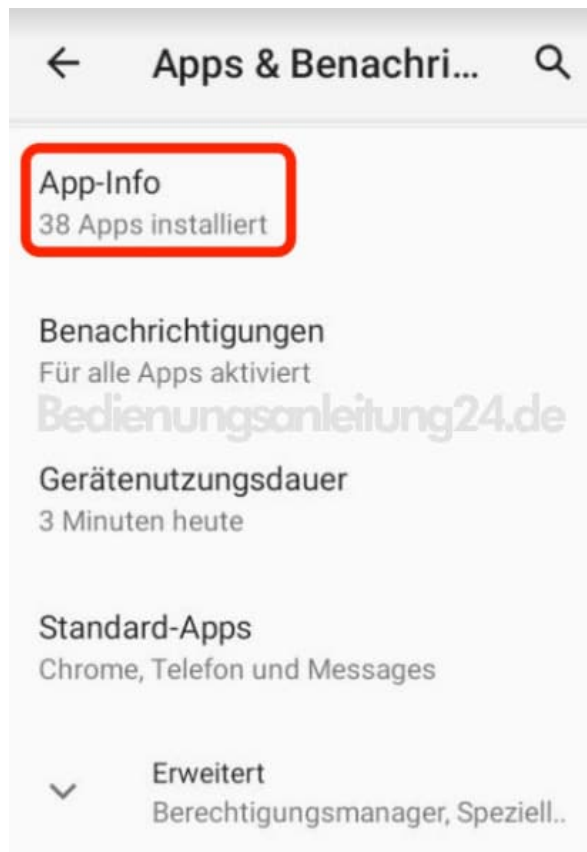 Apps & Benachri...
App-Info
38 Apps installiert
Benachrichtigungen
Für alle Apps aktiviert
Bedienungsanleitung24.de
Gerätenutzungsdauer
3 Minuten heute
Standard-Apps
Chrome, Telefon und Messages
Erweitert
Berechtigungsmanager, Speziell..